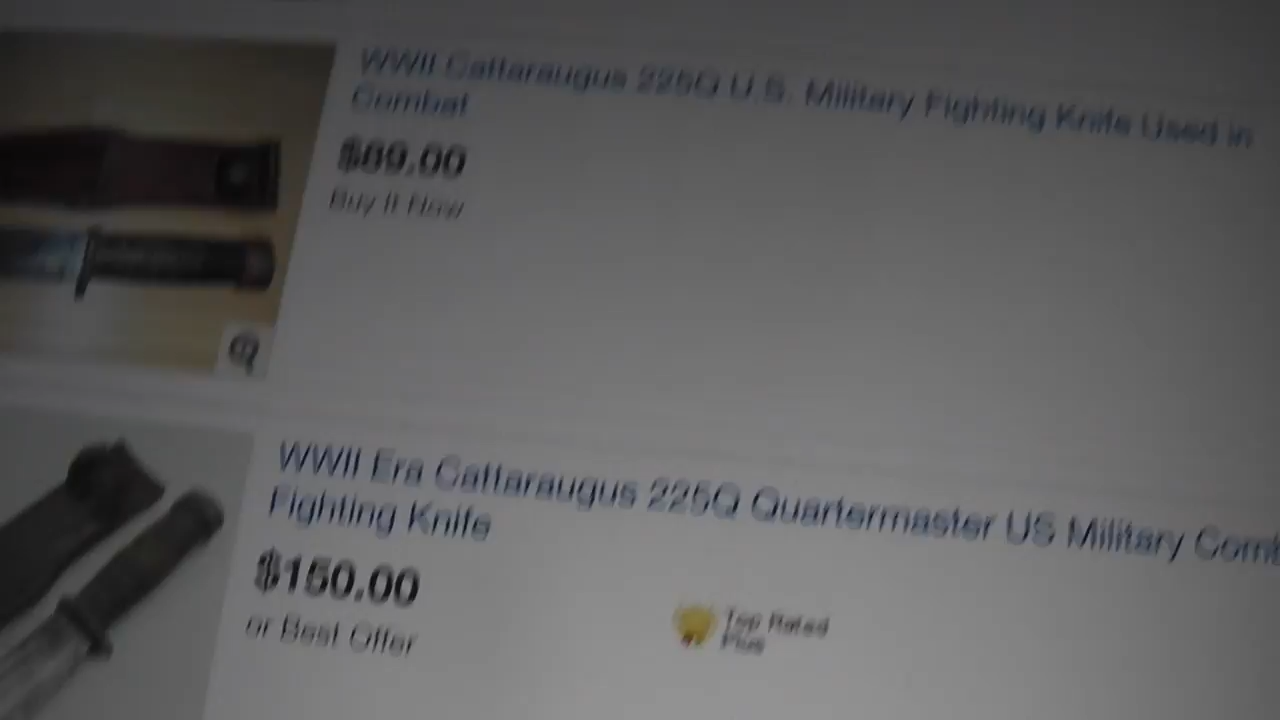 WWII Cattaraugus 225Q U.S. Military Fighting Knife Used in
Combat
$89.00
Buy It Now
WWII Era Cattaraugus 225Q Quartermaster US Military Comb
Fighting Knife
$150.00
or Best Offer
Top Rated
Plus